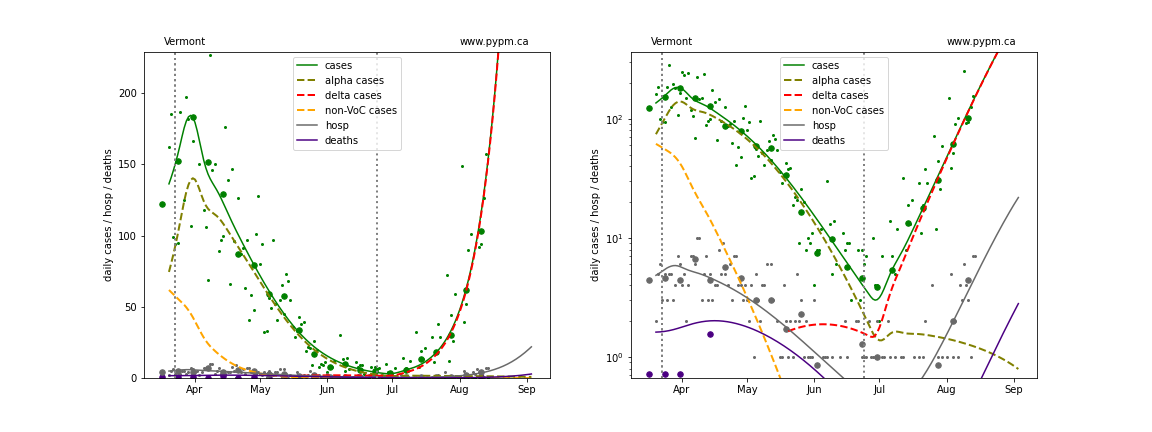 Vermont
www.pypm.ca
cases
alpha cases
delta cases
non-VoC cases
hosp
deaths
daily cases / hosp / deaths
200
150
100
50
0
Apr
May
Jun
Jul
Aug
Sep
Vermont
www.pypm.ca
cases
alpha cases
delta cases
non-VoC cases
hosp
deaths
daily cases / hosp / deaths
10²
10¹
10⁰
Apr
May
Jun
Jul
Aug
Sep